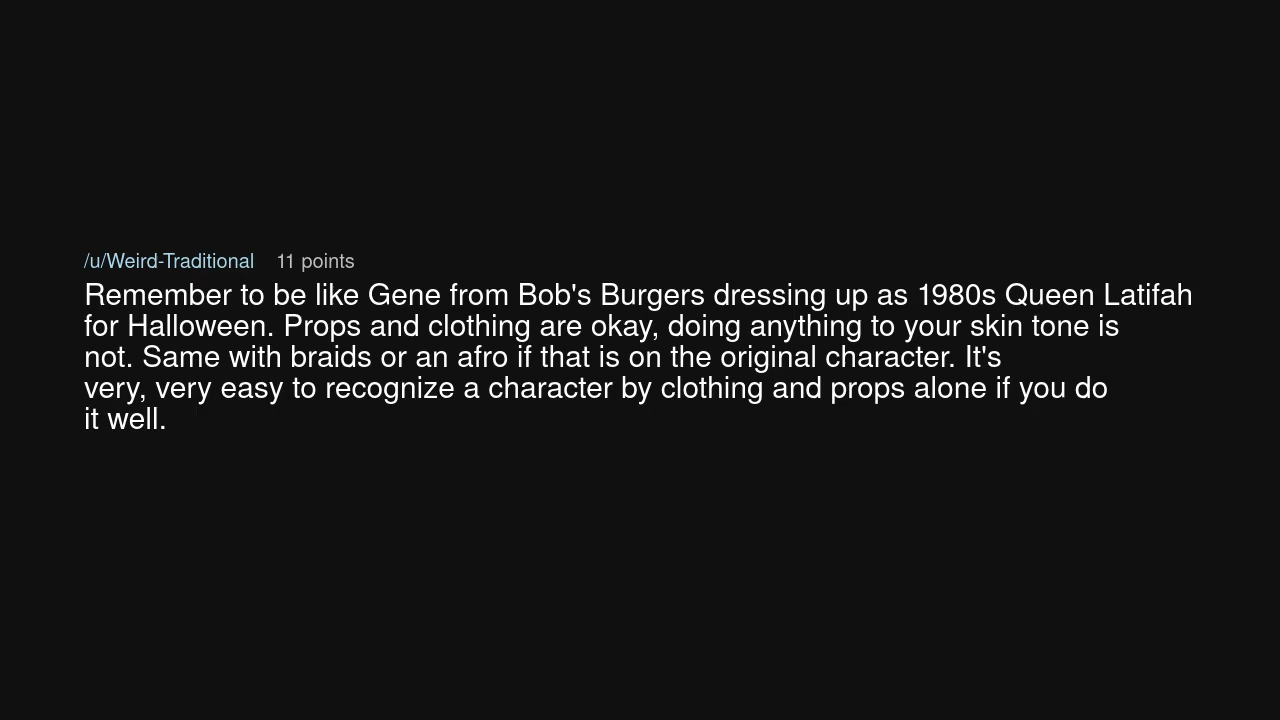 /u/Weird-Traditional 11 points
Remember to be like Gene from Bob's Burgers dressing up as 1980s Queen Latifah
for Halloween. Props and clothing are okay, doing anything to your skin tone is
not. Same with braids or an afro if that is on the original character. It's
very, very easy to recognize a character by clothing and props alone if you do
it well.